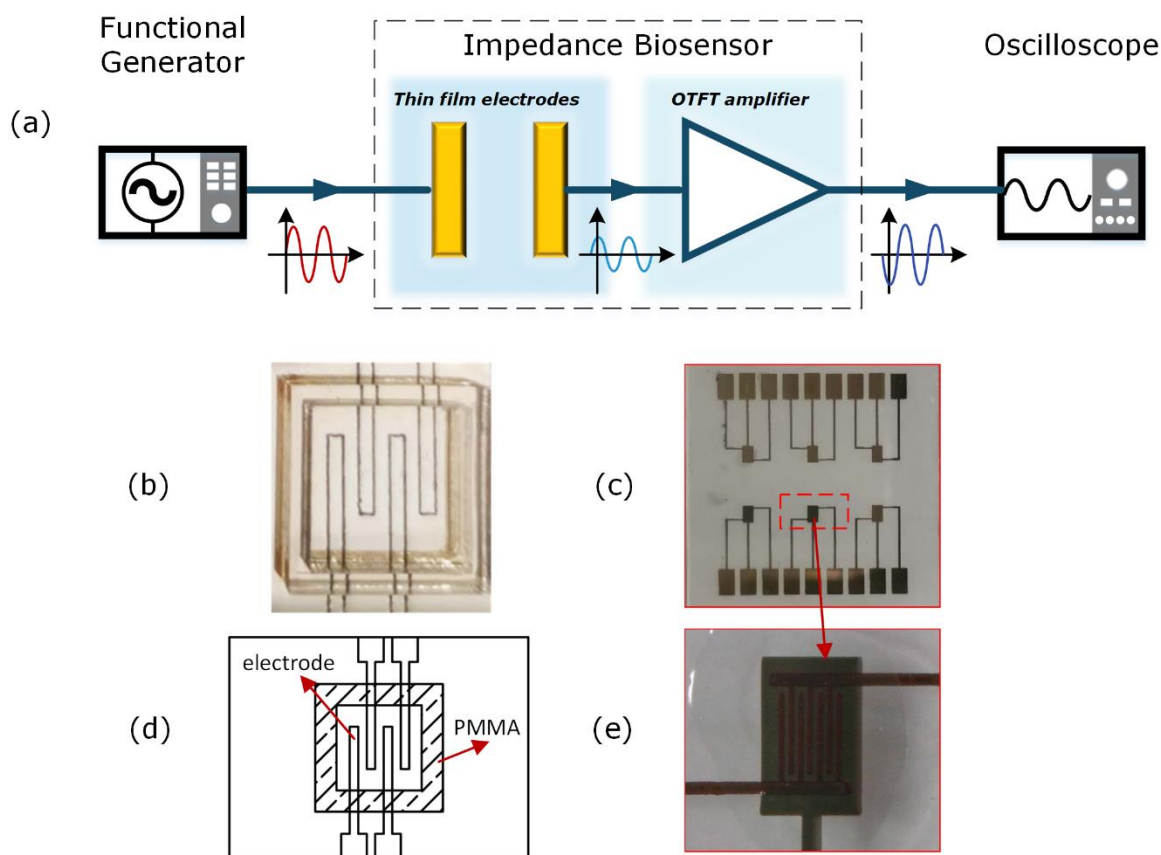 Functional
Generator
Impedance Biosensor
Oscilloscope
Thin film electrodes
OTFT amplifier
(a)
(b)
(c)
electrode
PMMA
(d)
(e)